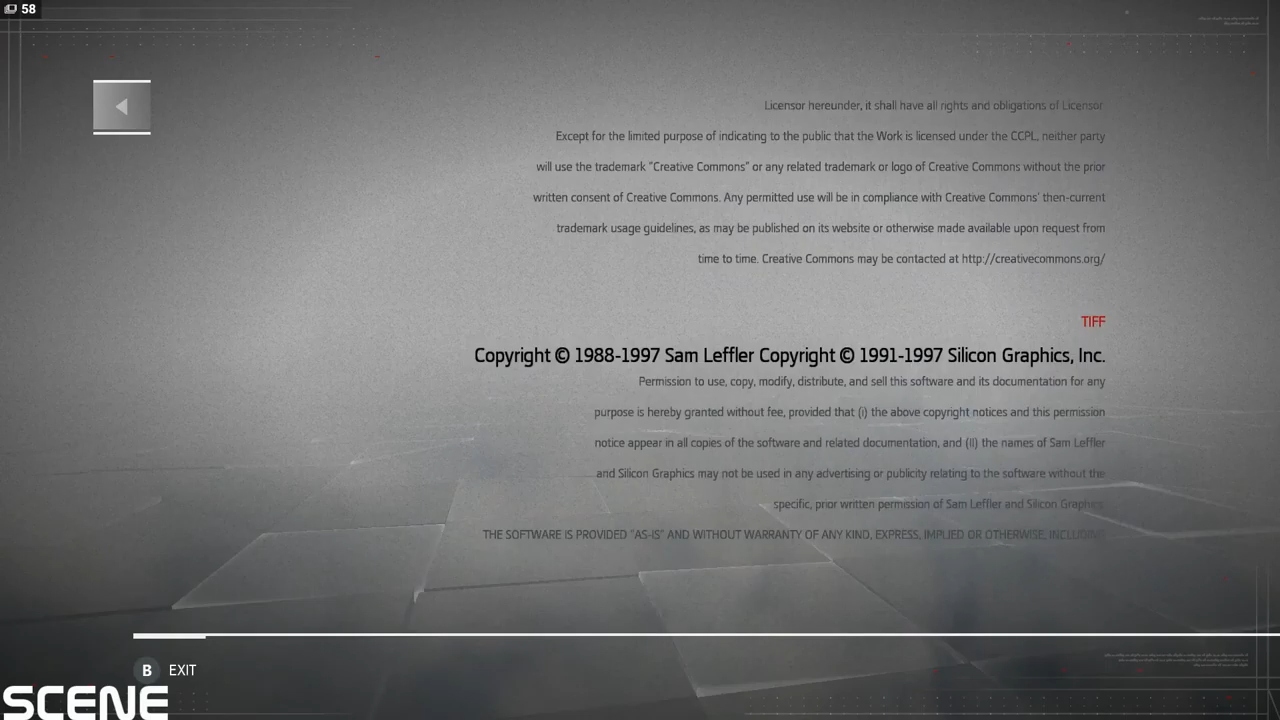 58
Licensor hereunder, it shall have all rights and obligations of Licensor.
Except for the limited purpose of indicating to the public that the Work is licensed under the CCPL, neither party
will use the trademark "Creative Commons" or any related trademark or logo of Creative Commons without the prior
written consent of Creative Commons. Any permitted use will be in compliance with Creative Commons' then-current
trademark usage guidelines, as may be published on its website or otherwise made available upon request from
time to time. Creative Commons may be contacted at http://creativecommons.org/
TIFF
Copyright © 1988-1997 Sam Leffler Copyright © 1991-1997 Silicon Graphics, Inc.
Permission to use, copy, modify, distribute, and sell this software and its documentation for any
purpose is hereby granted without fee, provided that (i) the above copyright notices and this permission
notice appear in all copies of the software and related documentation, and (II) the names of Sam Leffler
and Silicon Graphics may not be used in any advertising or publicity relating to the software without the
specific, prior written permission of Sam Leffler and Silicon Graphics.
THE SOFTWARE IS PROVIDED "AS-IS" AND WITHOUT WARRANTY OF ANY KIND, EXPRESS, IMPLIED OR OTHERWISE, INCLUDING
B EXIT
SCENE